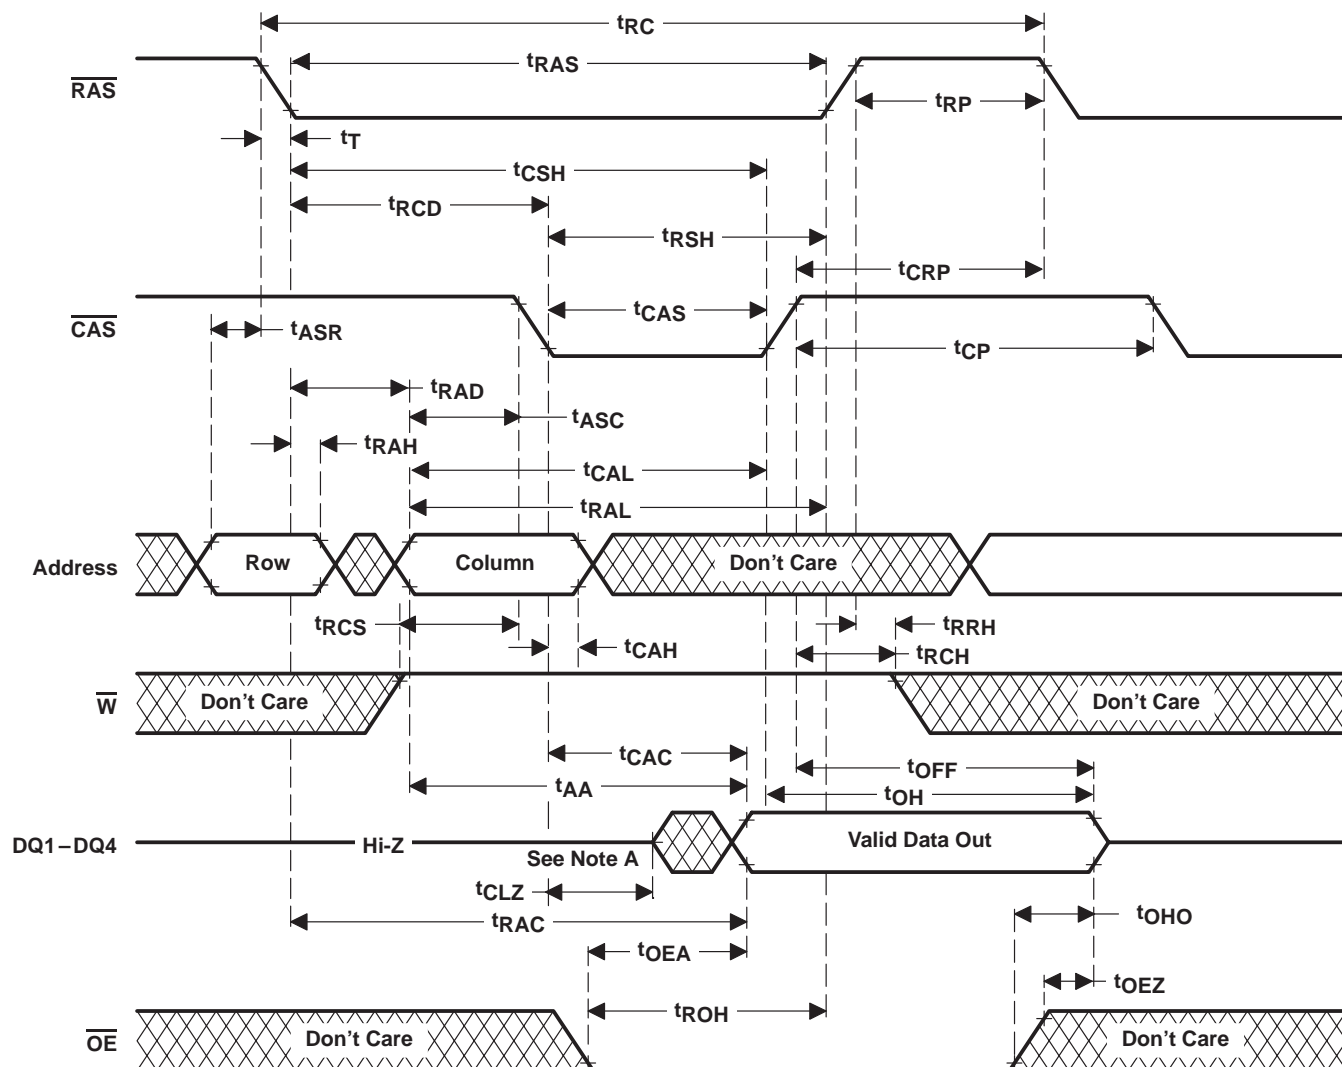 tRC
RAS
tRAS
tRP
tT
tCSH
tRCD
tRSH
tCRP
CAS
tASR
tCAS
tCP
tRAD
tASC
tRAH
tCAL
tRAL
Address
Row
Column
Don't Care
tRCS
tCAH
tRRH
tRCH
W
Don't Care
Don't Care
tCAC
tOFF
tAA
tOH
DQ1–DQ4
Hi-Z
Valid Data Out
See Note A
tCLZ
tRAC
tOHO
tOEA
tOEZ
tROH
OE
Don't Care
Don't Care